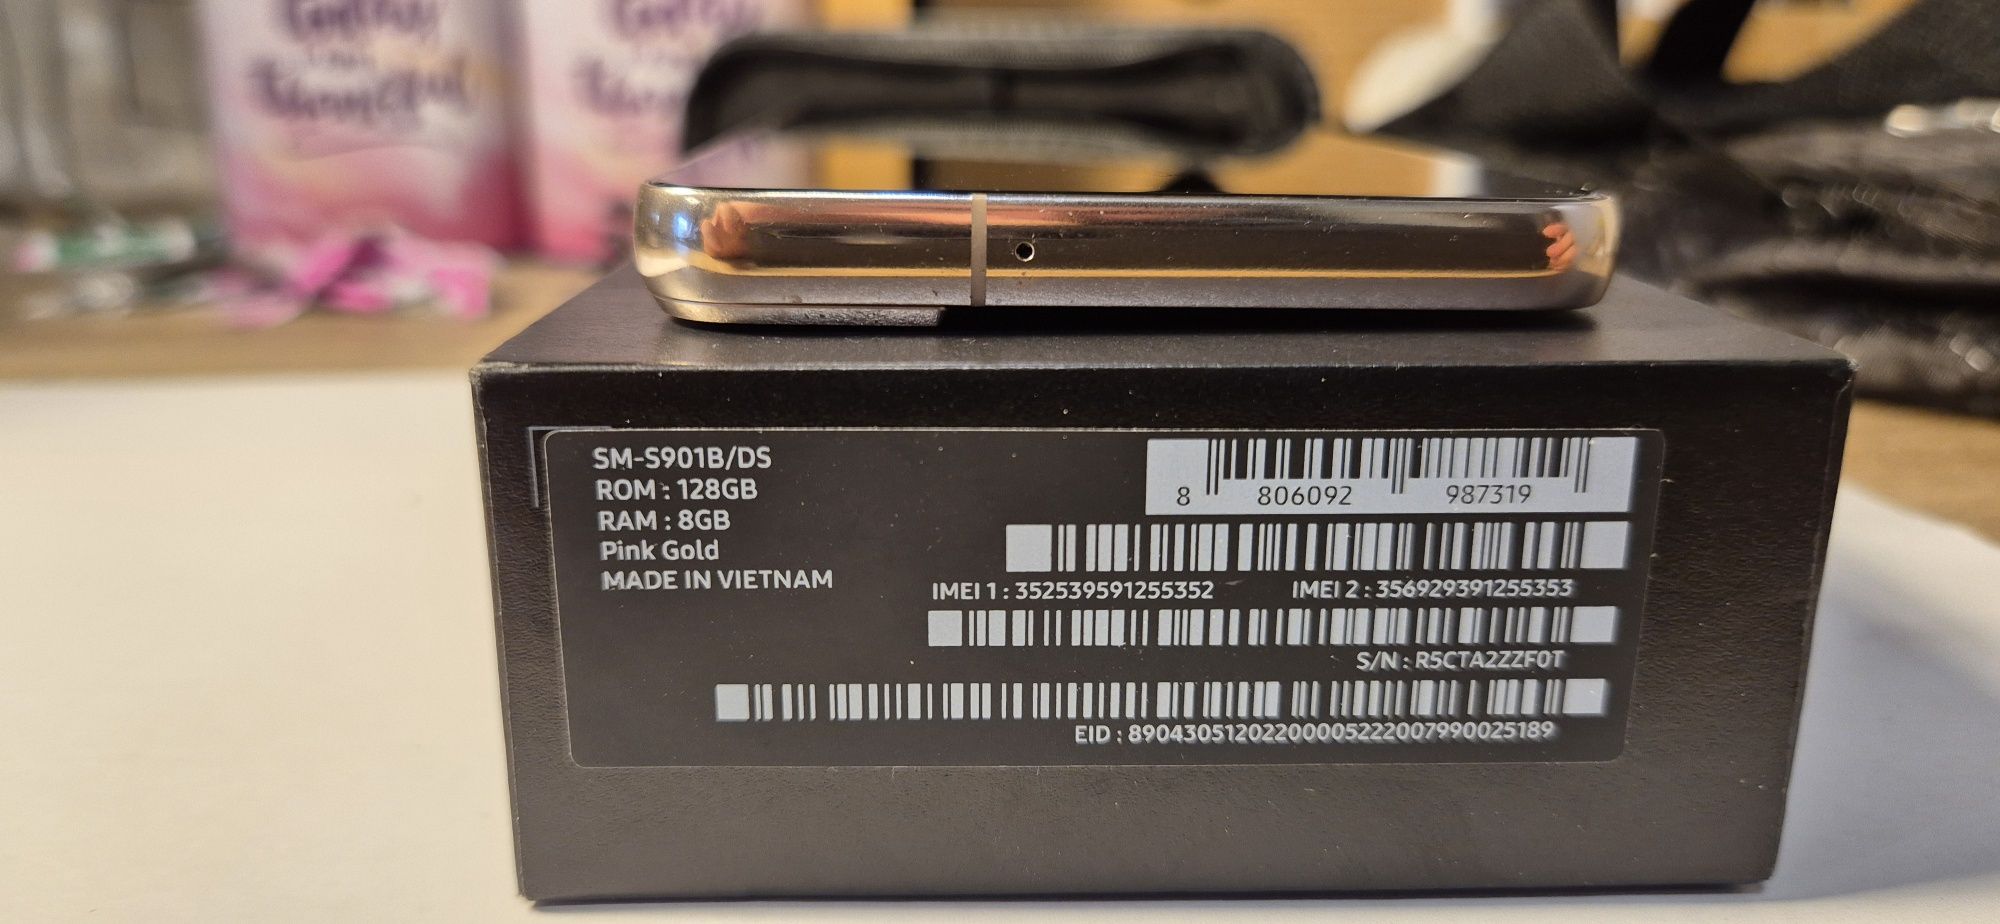 SM-S901B/DS
ROM : 128GB
RAM : 8GB
Pink Gold
MADE IN VIETNAM
8 806092 987319
IMEI 1 : 352539591255352 IMEI 2 : 356929391255353
S/N : R5CTA2ZZF0T
EID : 89043051202200005222007990025189